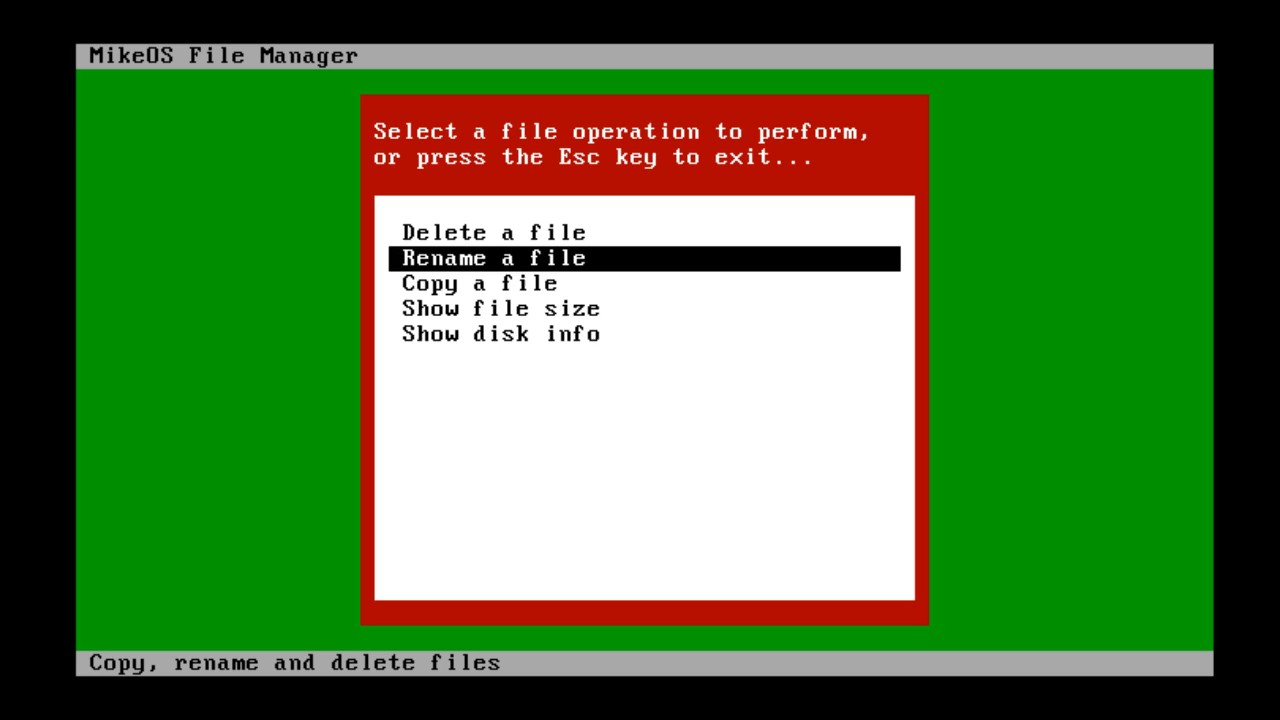 MikeOS File Manager
Select a file operation to perform,
or press the Esc key to exit...
Delete a file
Rename a file
Copy a file
Show file size
Show disk info
Copy, rename and delete files